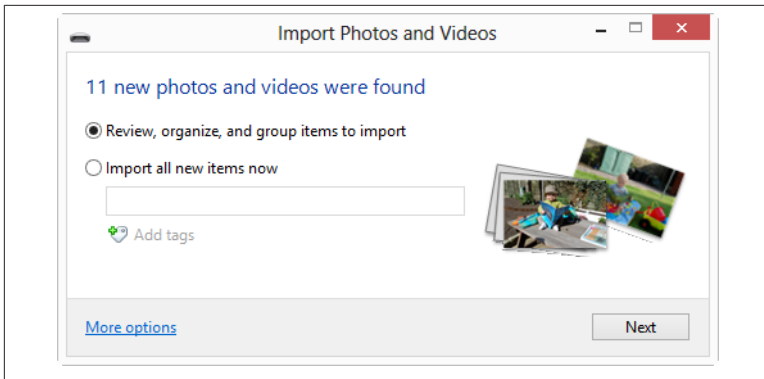 Import Photos and Videos
11 new photos and videos were found
Review, organize, and group items to import
Import all new items now
Add tags
More options
Next